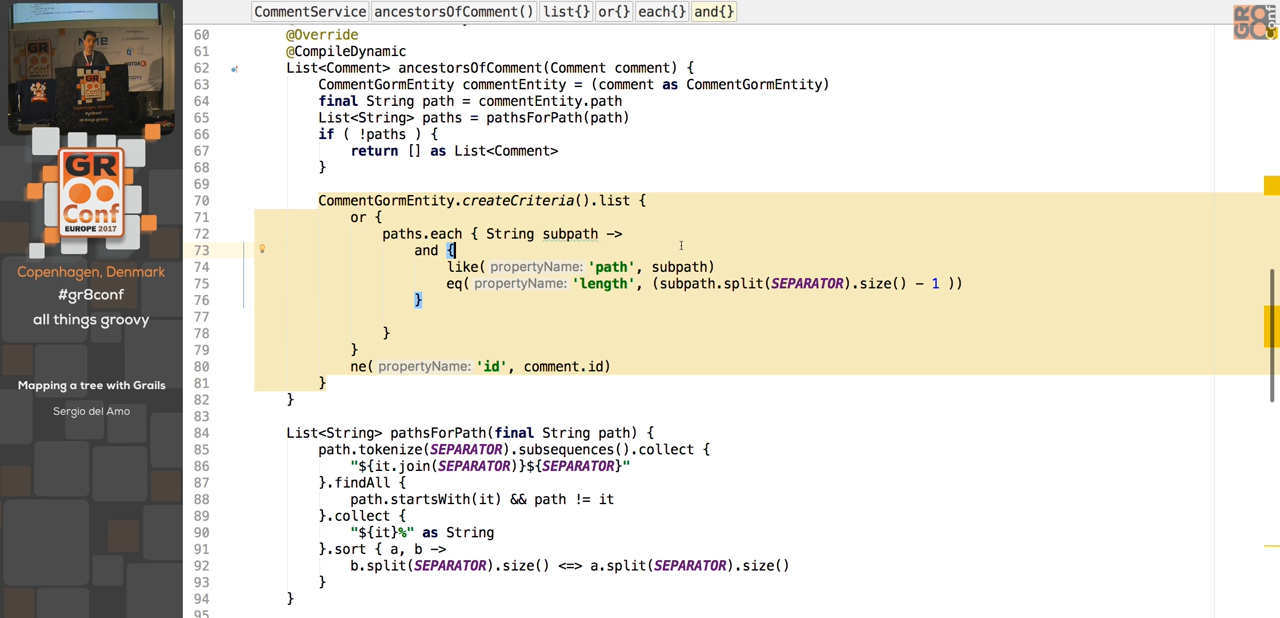 CommentService ancestorsOfComment() list{} or{} each{} and{}
60 @Override
61 @CompileDynamic
62 List<Comment> ancestorsOfComment(Comment comment) {
63 CommentGormEntity commentEntity = (comment as CommentGormEntity)
64 final String path = commentEntity.path
65 List<String> paths = pathsForPath(path)
66 if ( !paths ) {
67 return [] as List<Comment>
68 }
69
70 CommentGormEntity.createCriteria().list {
71 or {
72 paths.each { String subpath ->
73 and {
74 like( propertyName: 'path', subpath)
75 eq( propertyName: 'length', (subpath.split(SEPARATOR).size() - 1 ))
76 }
77
78 }
79 }
80 ne( propertyName: 'id', comment.id)
81 }
82 }
83
84 List<String> pathsForPath(final String path) {
85 path.tokenize(SEPARATOR).subsequences().collect {
86 "${it.join(SEPARATOR)}${SEPARATOR}"
87 }.findAll {
88 path.startsWith(it) && path != it
89 }.collect {
90 "${it}%" as String
91 }.sort { a, b ->
92 b.split(SEPARATOR).size() <=> a.split(SEPARATOR).size()
93 }
94 }
95
GR
Conf
EUROPE 2017
Copenhagen, Denmark
#gr8conf
all things groovy
Mapping a tree with Grails
Sergio del Amo